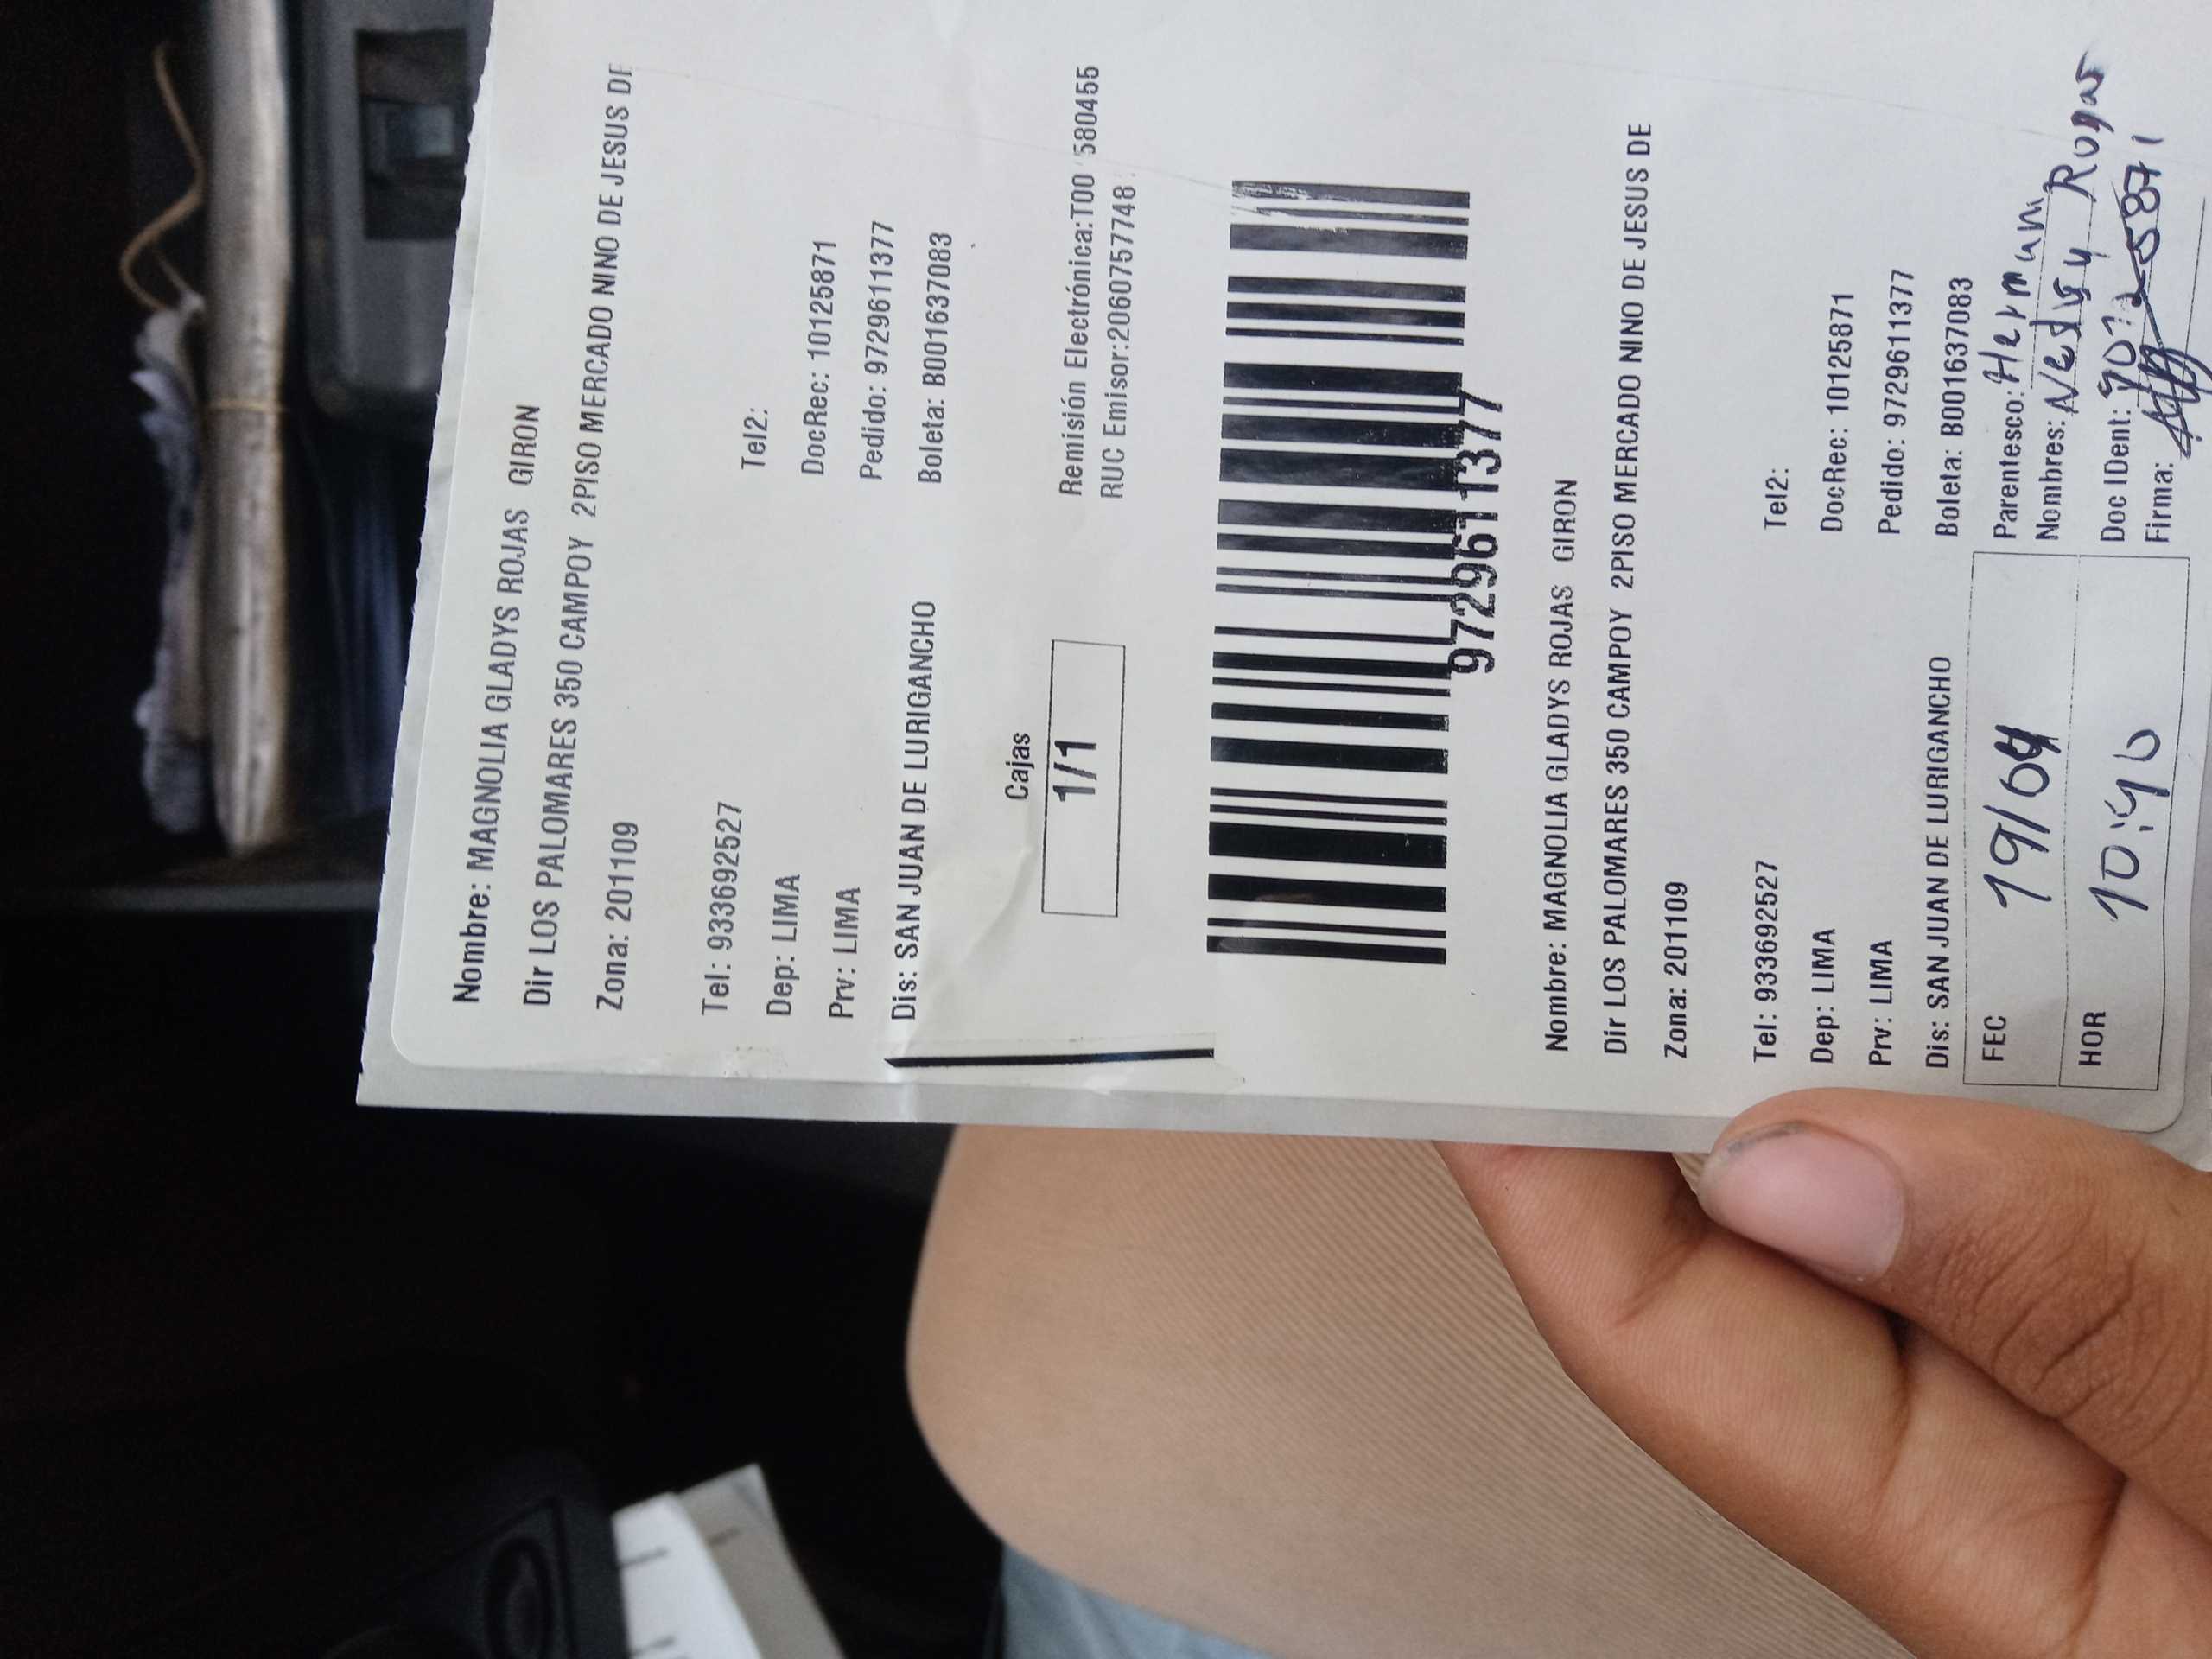 Nombre: MAGNOLIA GLADYS ROJAS GIRON
Dir LOS PALOMARES 350 CAMPOY 2PISO MERCADO NINO DE JESUS DE
Zona: 201109
Tel: 933692527 Tel2:
Dep: LIMA DocRec: 10125871
Prv: LIMA Pedido: 9729611377
Dis: SAN JUAN DE LURIGANCHO Boleta: B001637083
Cajas
1/1
Remisión Electrónica:T00 580455
RUC Emisor:2060757748
9729611377
Nombre: MAGNOLIA GLADYS ROJAS GIRON
Dir LOS PALOMARES 350 CAMPOY 2PISO MERCADO NINO DE JESUS DE
Zona: 201109
Tel: 933692527 Tel2:
Dep: LIMA DocRec: 10125871
Prv: LIMA Pedido: 9729611377
Dis: SAN JUAN DE LURIGANCHO Boleta: B001637083
FEC 19/04 Parentesco:
Nombres:
HOR 10:40 Doc IDent:
Firma: